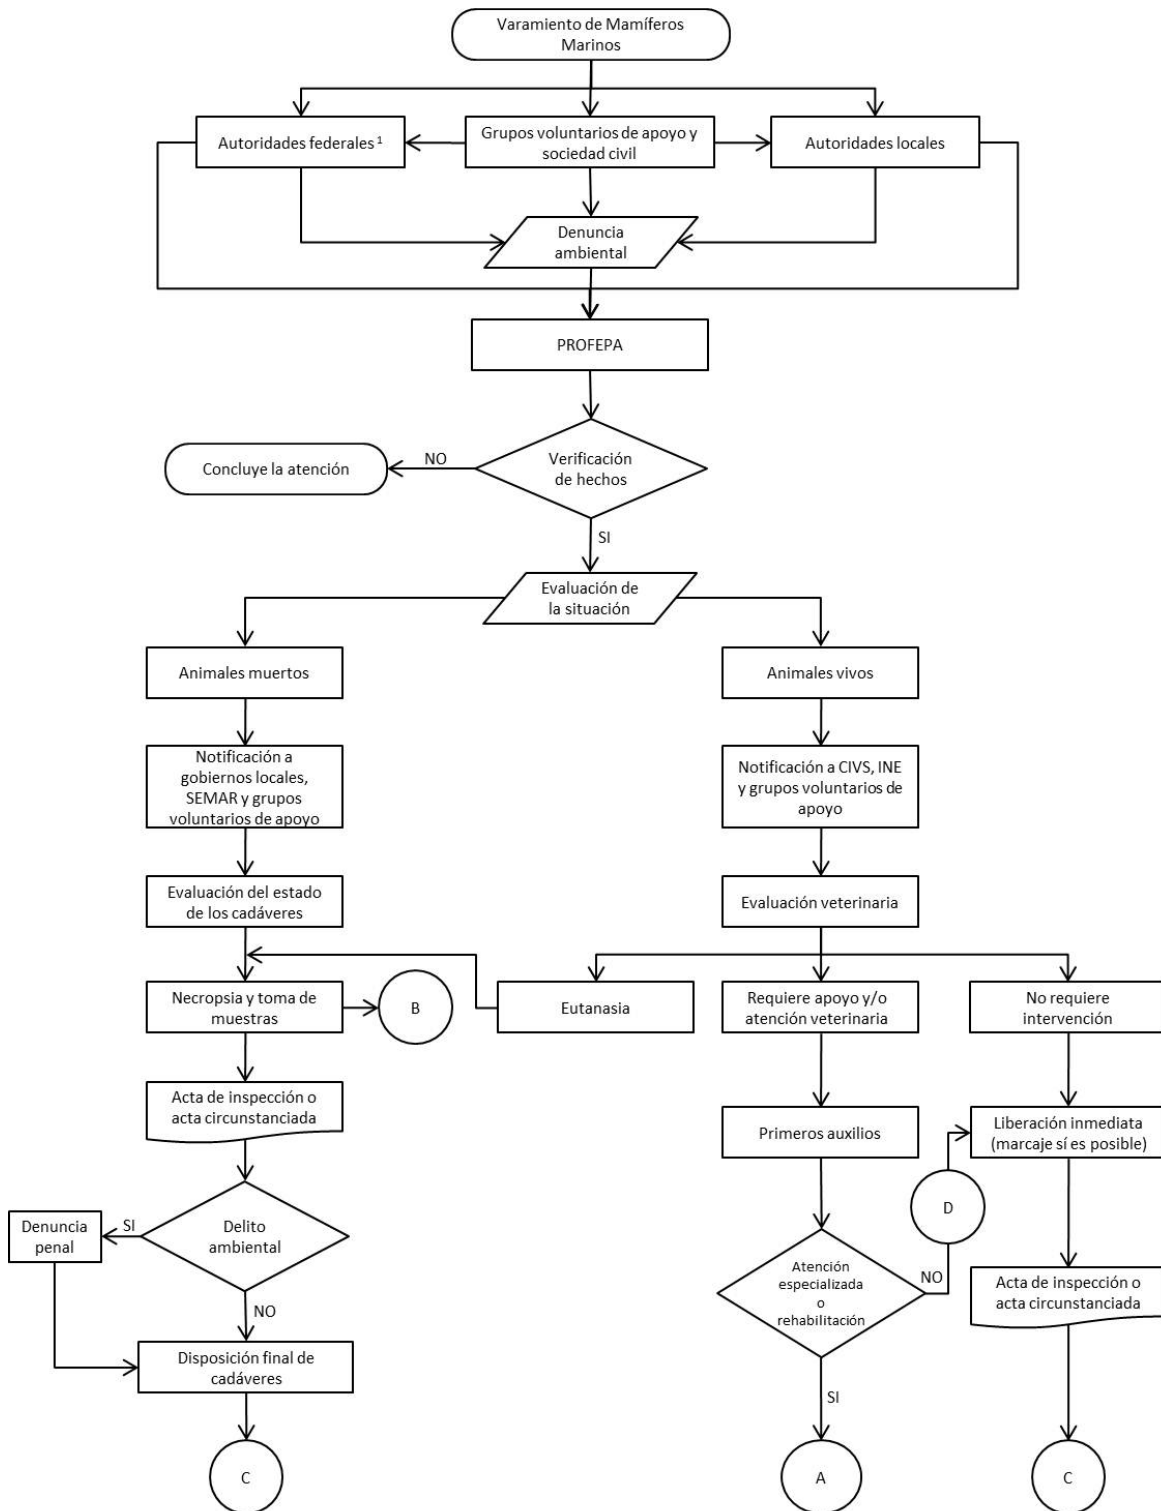 Varamiento de Mamíferos
Marinos
Autoridades federales 1
Grupos voluntarios de apoyo y
sociedad civil
Autoridades locales
Denuncia
ambiental
PROFEPA
Verificación
de hechos
NO
Concluye la atención
SI
Evaluación de
la situación
Animales muertos
Animales vivos
Notificación a
gobiernos locales,
SEMAR y grupos
voluntarios de apoyo
Notificación a CIVS, INE
y grupos voluntarios de
apoyo
Evaluación del estado
de los cadáveres
Evaluación veterinaria
Necropsia y toma de
muestras
B
Eutanasia
Requiere apoyo y/o
atención veterinaria
No requiere
intervención
Acta de inspección o
acta circunstanciada
Primeros auxilios
Liberación inmediata
(marcaje sí es posible)
D
Denuncia
penal
SI
Delito
ambiental
NO
Atención
especializada
o
rehabilitación
NO
Acta de inspección o
acta circunstanciada
Disposición final de
cadáveres
SI
C
A
C